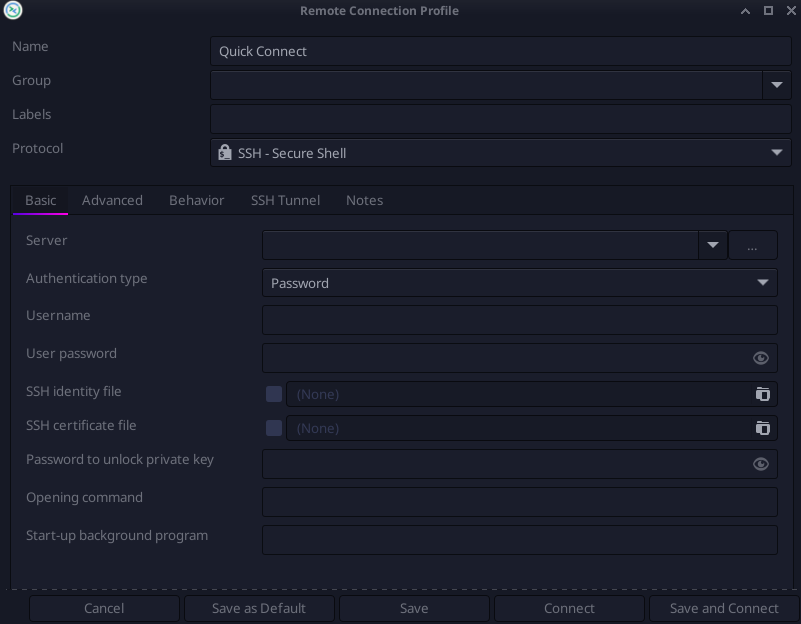 Remote Connection Profile
Name
Quick Connect
Group
Labels
Protocol
SSH - Secure Shell
Basic Advanced Behavior SSH Tunnel Notes
Server
...
Authentication type
Password
Username
User password
SSH identity file
(None)
SSH certificate file
(None)
Password to unlock private key
Opening command
Start-up background program
Cancel Save as Default Save Connect Save and Connect